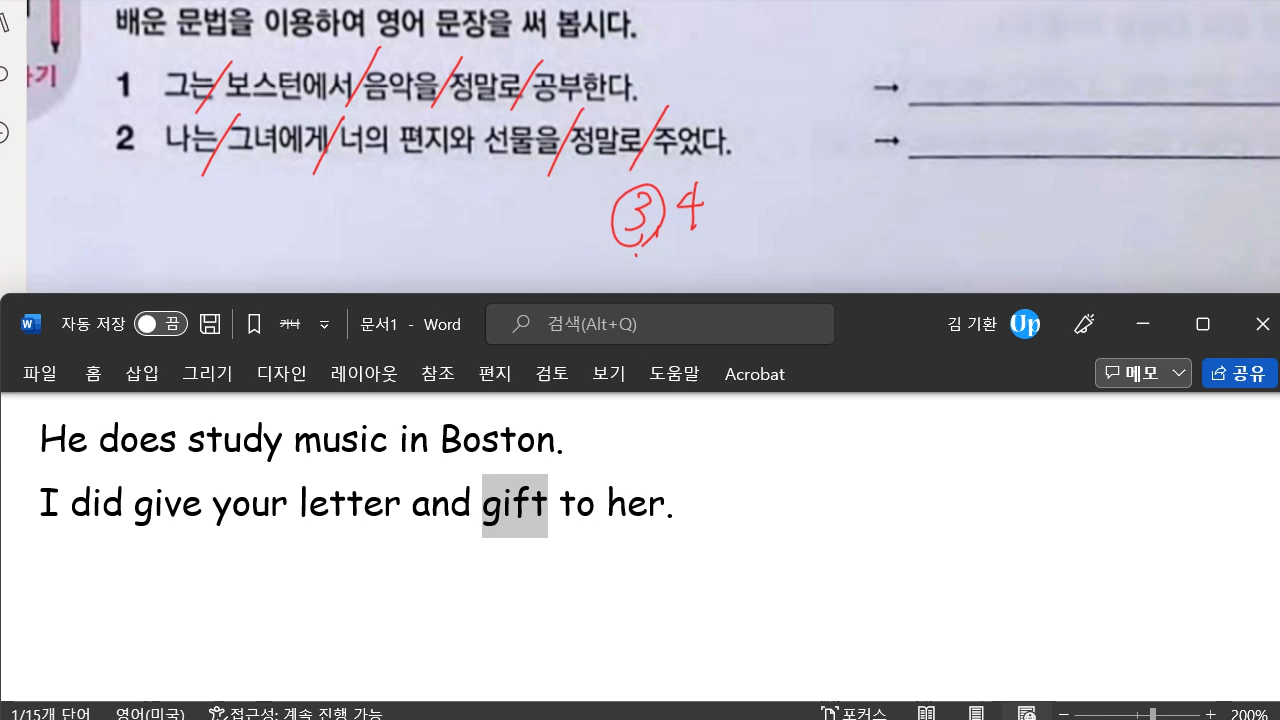 배운 문법을 이용하여 영어 문장을 써 봅시다.
1 그는 보스턴에서 음악을 정말로 공부한다. →
2 나는 그녀에게 너의 편지와 선물을 정말로 주었다. →
3 4
자동 저장 끔 문서1 - Word 검색(Alt+Q) 김 기환 Up
파일 홈 삽입 그리기 디자인 레이아웃 참조 편지 검토 보기 도움말 Acrobat 메모 공유
He does study music in Boston.
I did give your letter and gift to her.
1/15개 단어 영어(미국) 접근성: 계속 진행 가능 포커스 200%